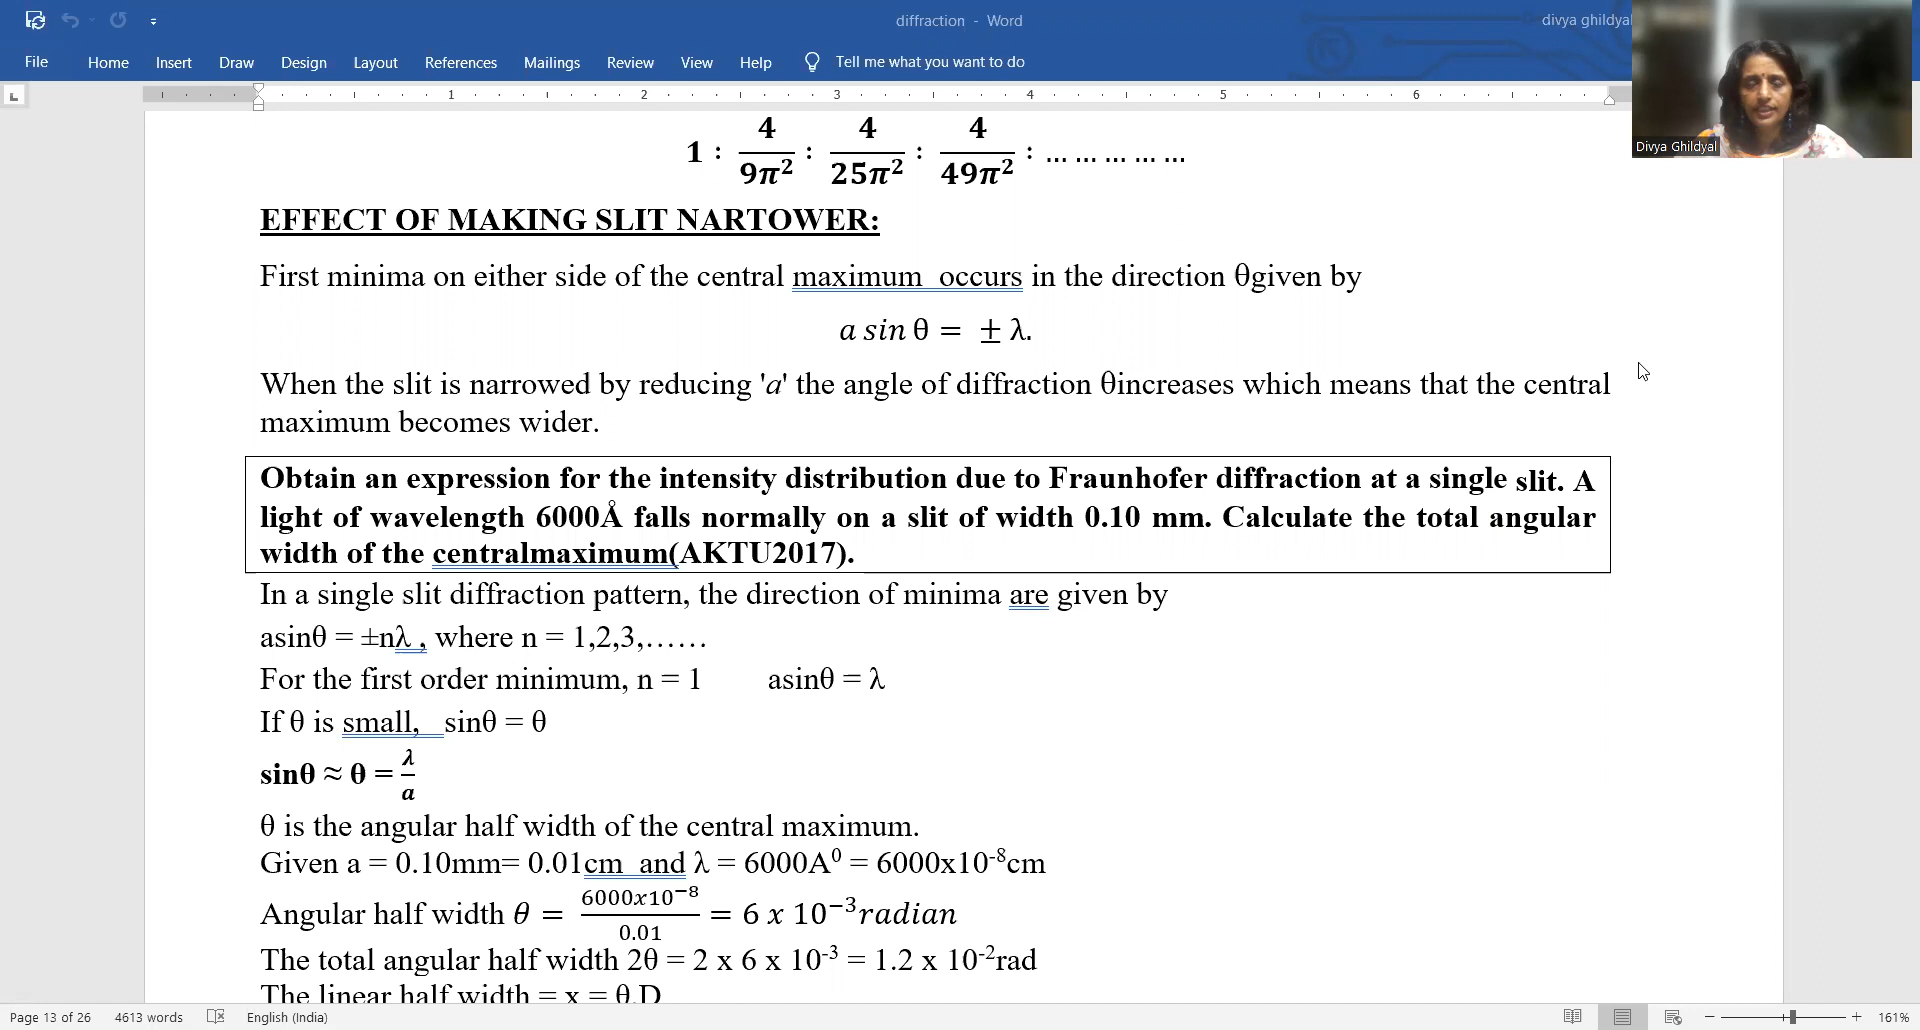 diffraction - Word
divya ghildyal
File Home Insert Draw Design Layout References Mailings Review View Help Tell me what you want to do
1 2 3 4 5 6
Divya Ghildyal
1 : 4/9π² : 4/25π² : 4/49π² : ... ... ... ... ...
EFFECT OF MAKING SLIT NARTOWER:
First minima on either side of the central maximum occurs in the direction θgiven by
a sin θ = ± λ.
When the slit is narrowed by reducing 'a' the angle of diffraction θincreases which means that the central
maximum becomes wider.
Obtain an expression for the intensity distribution due to Fraunhofer diffraction at a single slit. A
light of wavelength 6000Å falls normally on a slit of width 0.10 mm. Calculate the total angular
width of the centralmaximum(AKTU2017).
In a single slit diffraction pattern, the direction of minima are given by
asinθ = ±nλ , where n = 1,2,3,......
For the first order minimum, n = 1 asinθ = λ
If θ is small, sinθ = θ
sinθ ≈ θ = λ/a
θ is the angular half width of the central maximum.
Given a = 0.10mm= 0.01cm and λ = 6000A⁰ = 6000x10⁻⁸cm
Angular half width θ = 6000x10⁻⁸/0.01 = 6 x 10⁻³radian
The total angular half width 2θ = 2 x 6 x 10⁻³ = 1.2 x 10⁻²rad
The linear half width = x = θ.D
Page 13 of 26 4613 words English (India) 161%